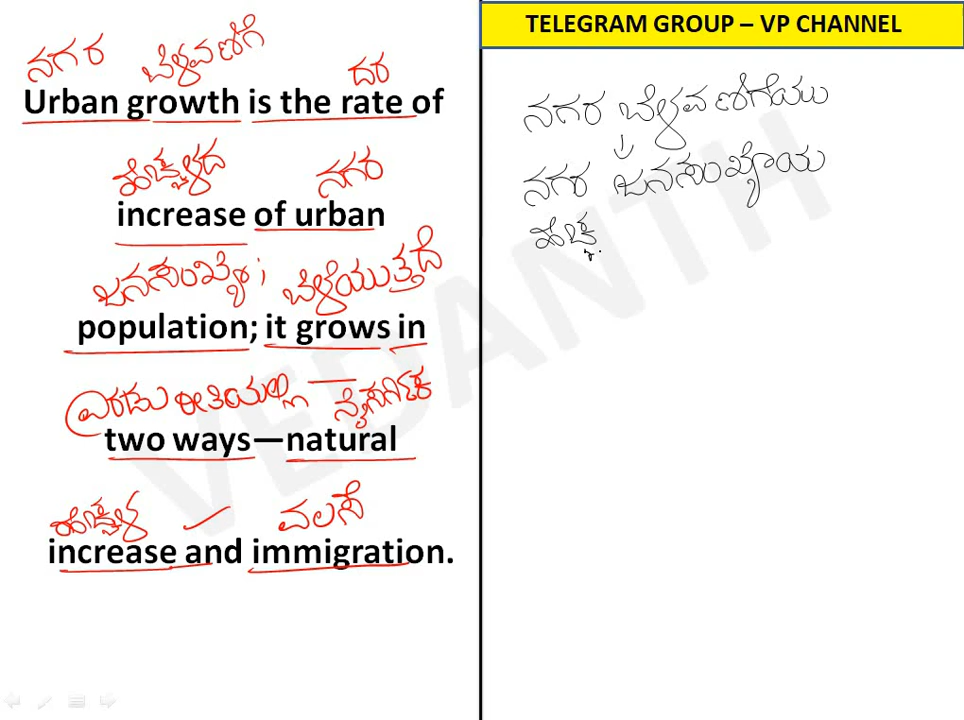 ನಗರ ಬೆಳವಣಿಗೆ ದರ
Urban growth is the rate of
ಹೆಚ್ಚಳದ ನಗರ
increase of urban
ಜನಸಂಖ್ಯೆ; ಬೆಳೆಯುತ್ತದೆ
population; it grows in
ಎರಡು ರೀತಿಯಲ್ಲಿ — ನೈಸರ್ಗಿಕ
two ways—natural
ಹೆಚ್ಚಳ ವಲಸೆ
increase and immigration.
TELEGRAM GROUP – VP CHANNEL
ನಗರ ಬೆಳವಣಿಗೆಯು
ನಗರ ಜನಸಂಖ್ಯೆಯ
ಹೆಚ್ಚ
VEDANTH